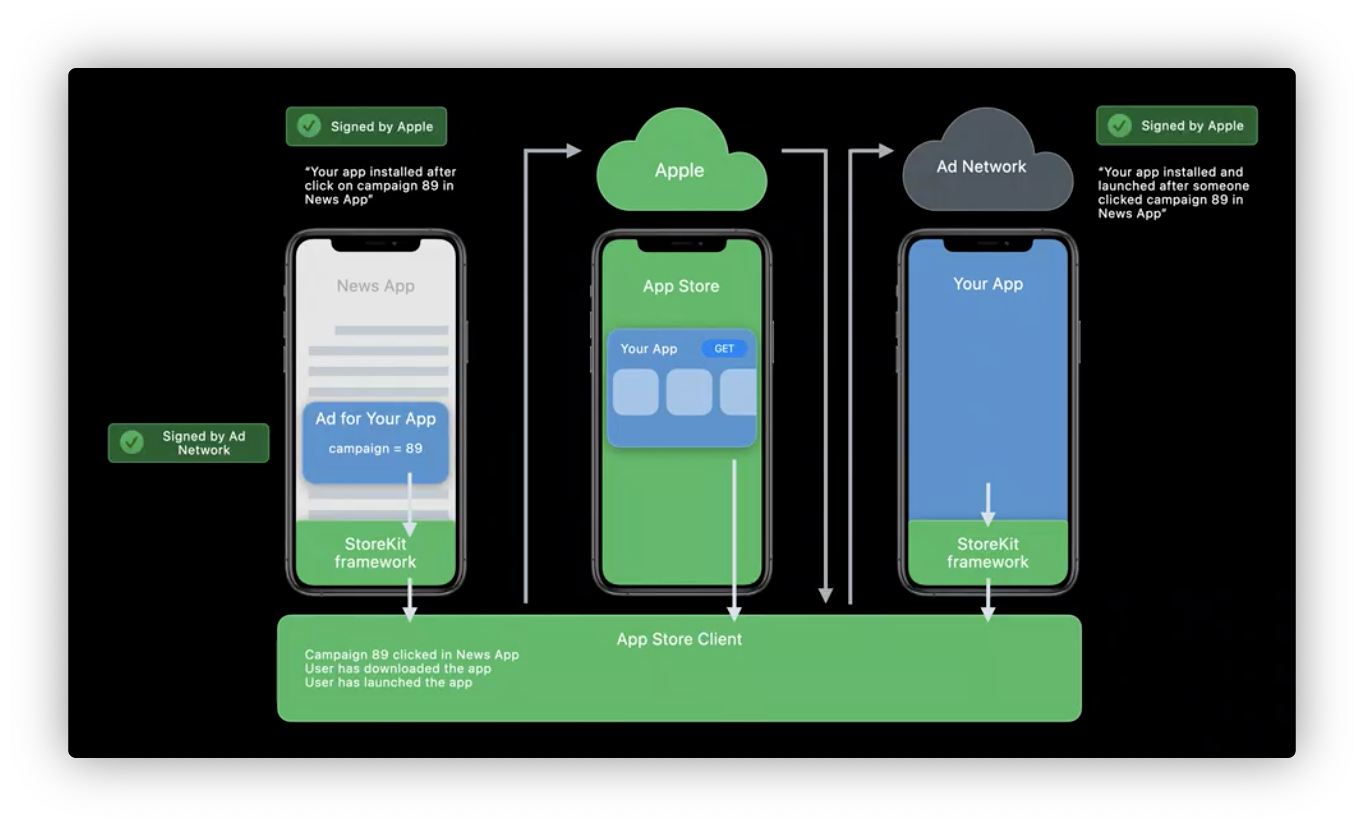 Signed by Apple
"Your app installed after
click on campaign 89 in
News App"
Apple
Ad Network
Signed by Apple
"Your app installed and
launched after someone
clicked campaign 89 in
News App"
News App
Ad for Your App
campaign = 89
StoreKit
framework
Signed by Ad
Network
App Store
Your App
GET
Your App
StoreKit
framework
App Store Client
Campaign 89 clicked in News App
User has downloaded the app
User has launched the app